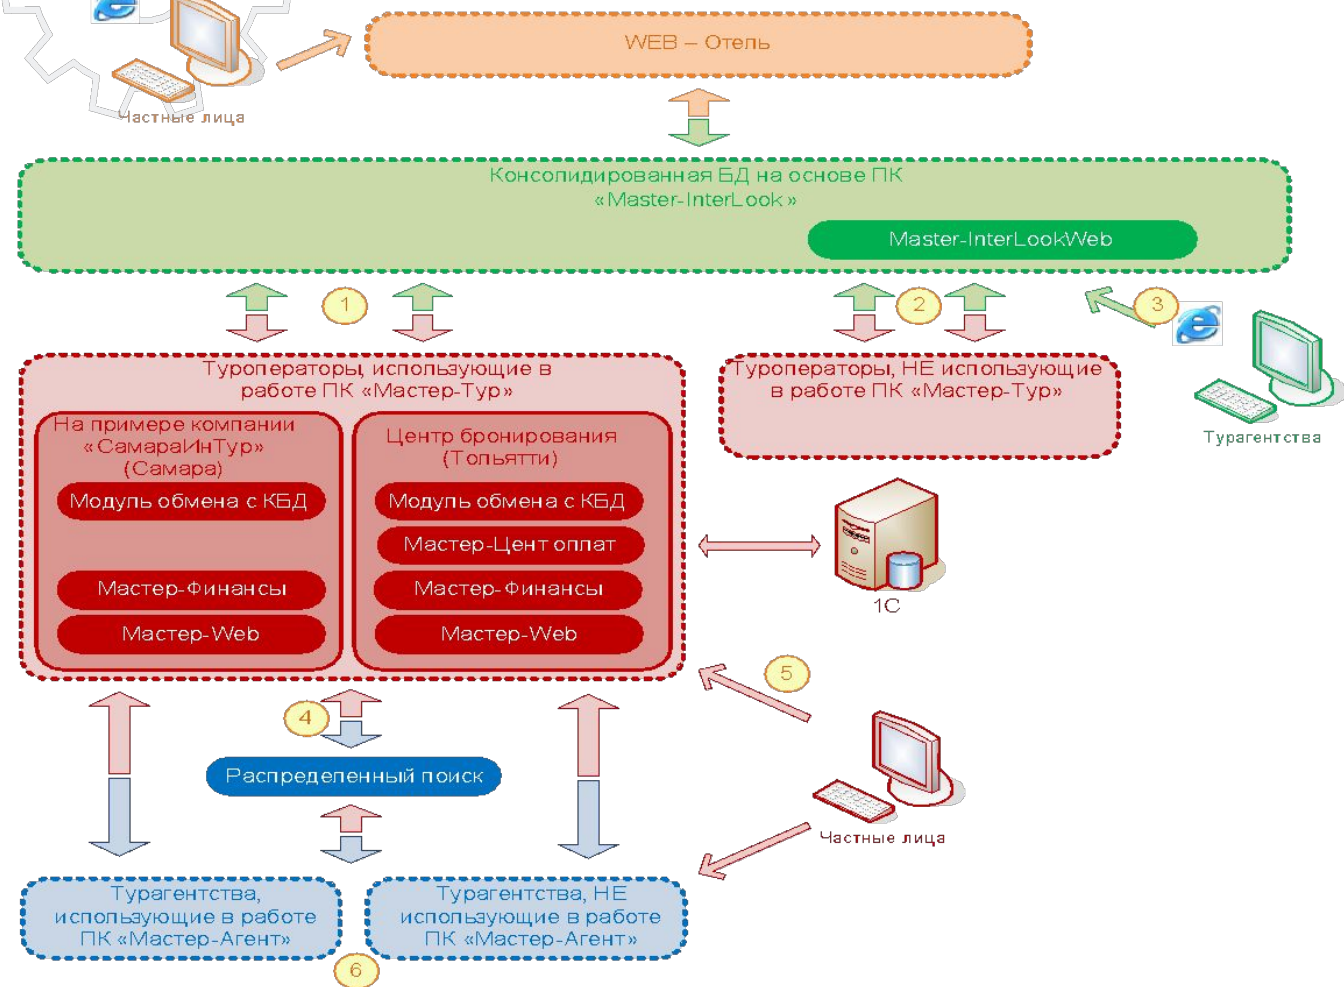 WEB – Отель
Частные лица
Консолидированная БД на основе ПК
«Master-InterLook»
Master-InterLookWeb
1
2
3
Туроператоры, использующие в
работе ПК «Мастер-Тур»
Туроператоры, НЕ использующие
в работе ПК «Мастер-Тур»
Турагентства
На примере компании
«СамараИнТур»
(Самара)
Модуль обмена с КБД
Мастер-Финансы
Мастер-Web
Центр бронирования
(Тольятти)
Модуль обмена с КБД
Мастер-Цент оплат
Мастер-Финансы
Мастер-Web
1С
5
4
Распределенный поиск
Частные лица
Турагентства,
использующие в работе
ПК «Мастер-Агент»
Турагентства, НЕ
использующие в работе
ПК «Мастер-Агент»
6